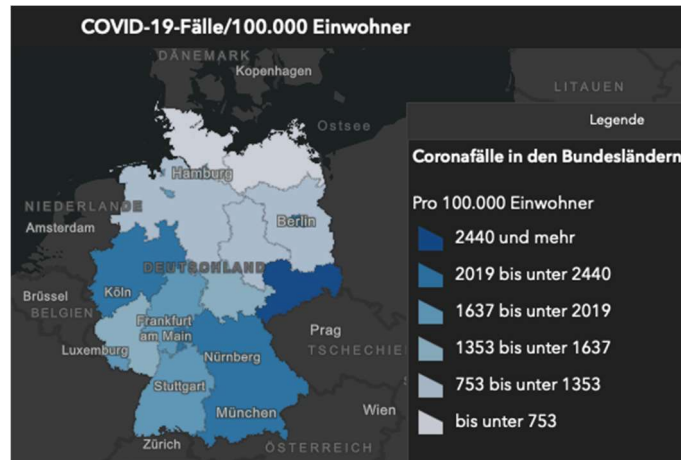 COVID-19-Fälle/100.000 Einwohner
DÄNEMARK
Kopenhagen
LITAUEN
Ostsee
Legende
Coronafälle in den Bundesländern
Hamburg
Pro 100.000 Einwohner
NIEDERLANDE
Berlin
Amsterdam
2440 und mehr
DEUTSCHLAND
2019 bis unter 2440
Köln
Brüssel
BELGIEN
1637 bis unter 2019
Frankfurt
am Main
Prag
Luxemburg
TSCHECHIE
1353 bis unter 1637
Nürnberg
Stuttgart
753 bis unter 1353
München
Wien
bis unter 753
Zürich
ÖSTERREICH